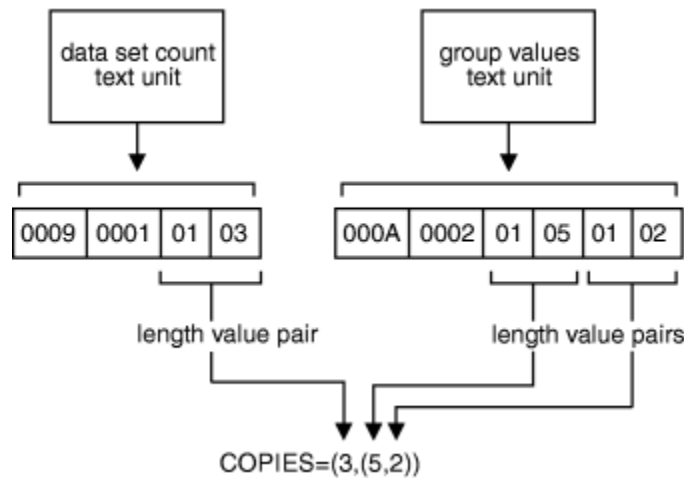 data set count
text unit
group values
text unit
0009 0001 01 03
000A 0002 01 05 01 02
length value pair
length value pairs
COPIES=(3,(5,2))